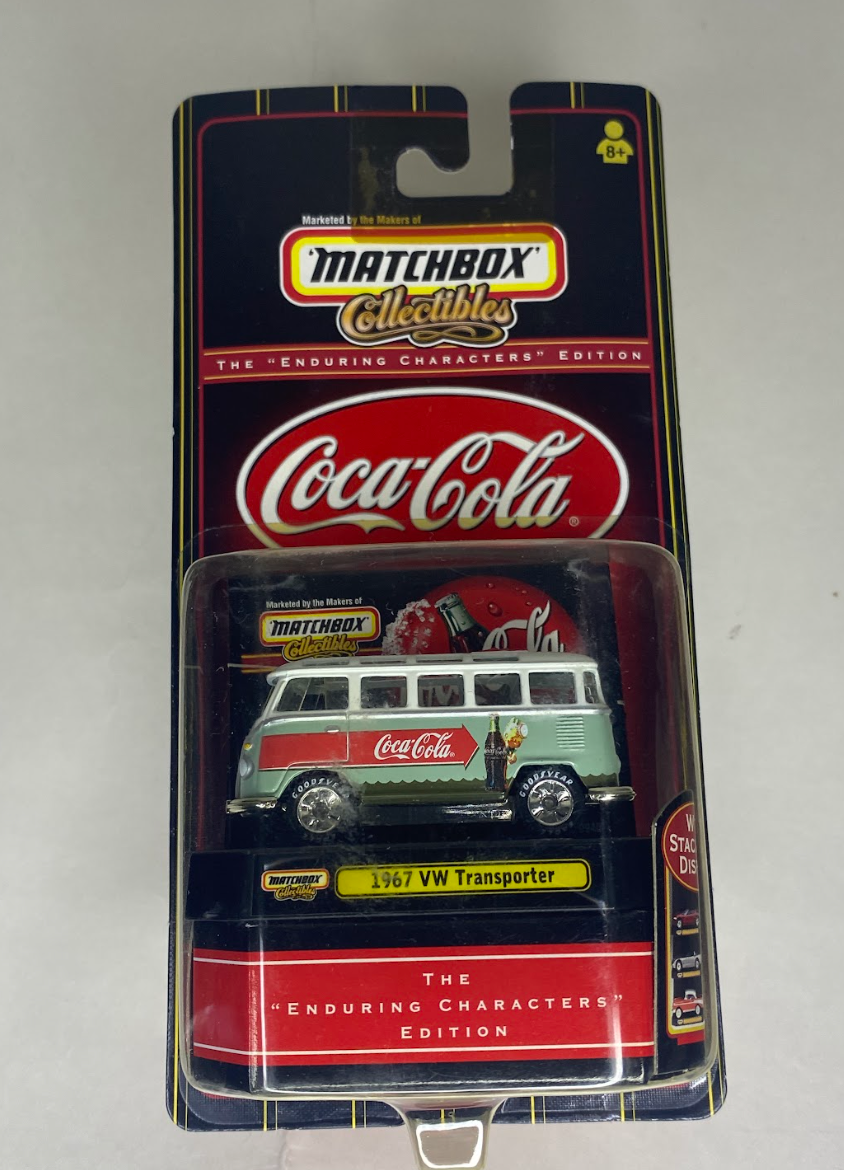 8+
Marketed by the Makers of
'MATCHBOX'
Collectibles
THE "ENDURING CHARACTERS" EDITION
Coca-Cola
®
Marketed by the Makers of
'MATCHBOX'
Collectibles
Cola
Coca-Cola
GOODYEAR
GOODYEAR
MATCHBOX
Collectibles
1967 VW Transporter
THE
"ENDURING CHARACTERS"
EDITION